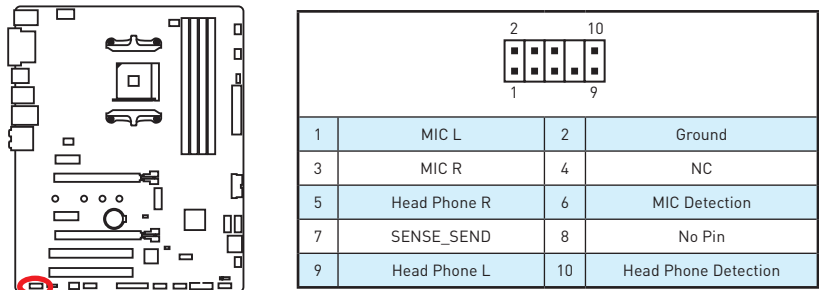 2 10
1 9
1 MIC L 2 Ground
3 MIC R 4 NC
5 Head Phone R 6 MIC Detection
7 SENSE_SEND 8 No Pin
9 Head Phone L 10 Head Phone Detection